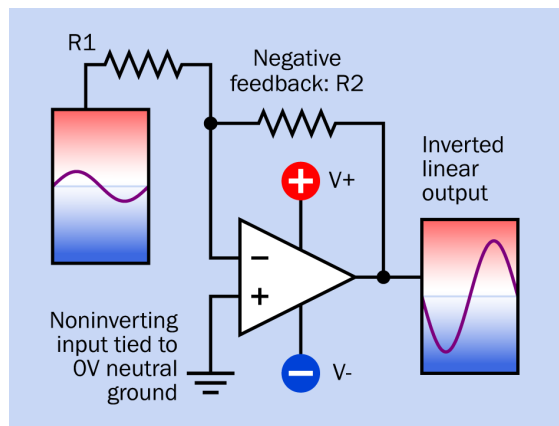 R1
Negative
feedback: R2
Inverted
linear
output
V+
−
+
Noninverting
input tied to
0V neutral
ground
V-